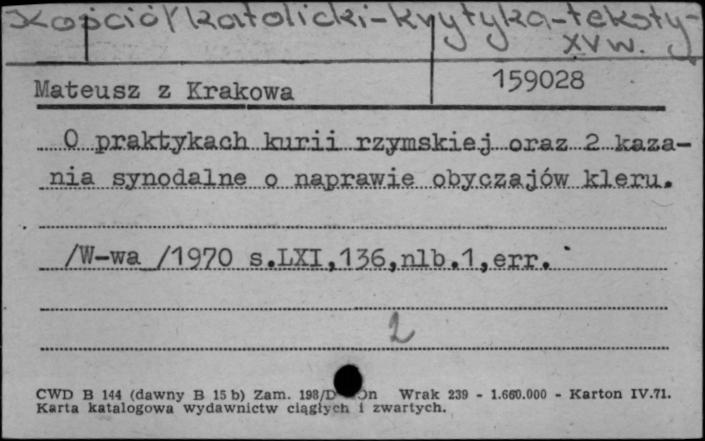 Kościół katolicki-krytyka-teksty-
XV w.
159028
Mateusz z Krakowa
O praktykach kurii rzymskiej oraz 2 kaza-
nia synodalne o naprawie obyczajów kleru.
/W-wa /1970 s.LXI,136,nlb.1,err.
2
CWD B 144 (dawny B 15 b) Zam. 198/D Wrak 239 - 1.660.000 - Karton IV.71.
Karta katalogowa wydawnictw ciągłych i zwartych.